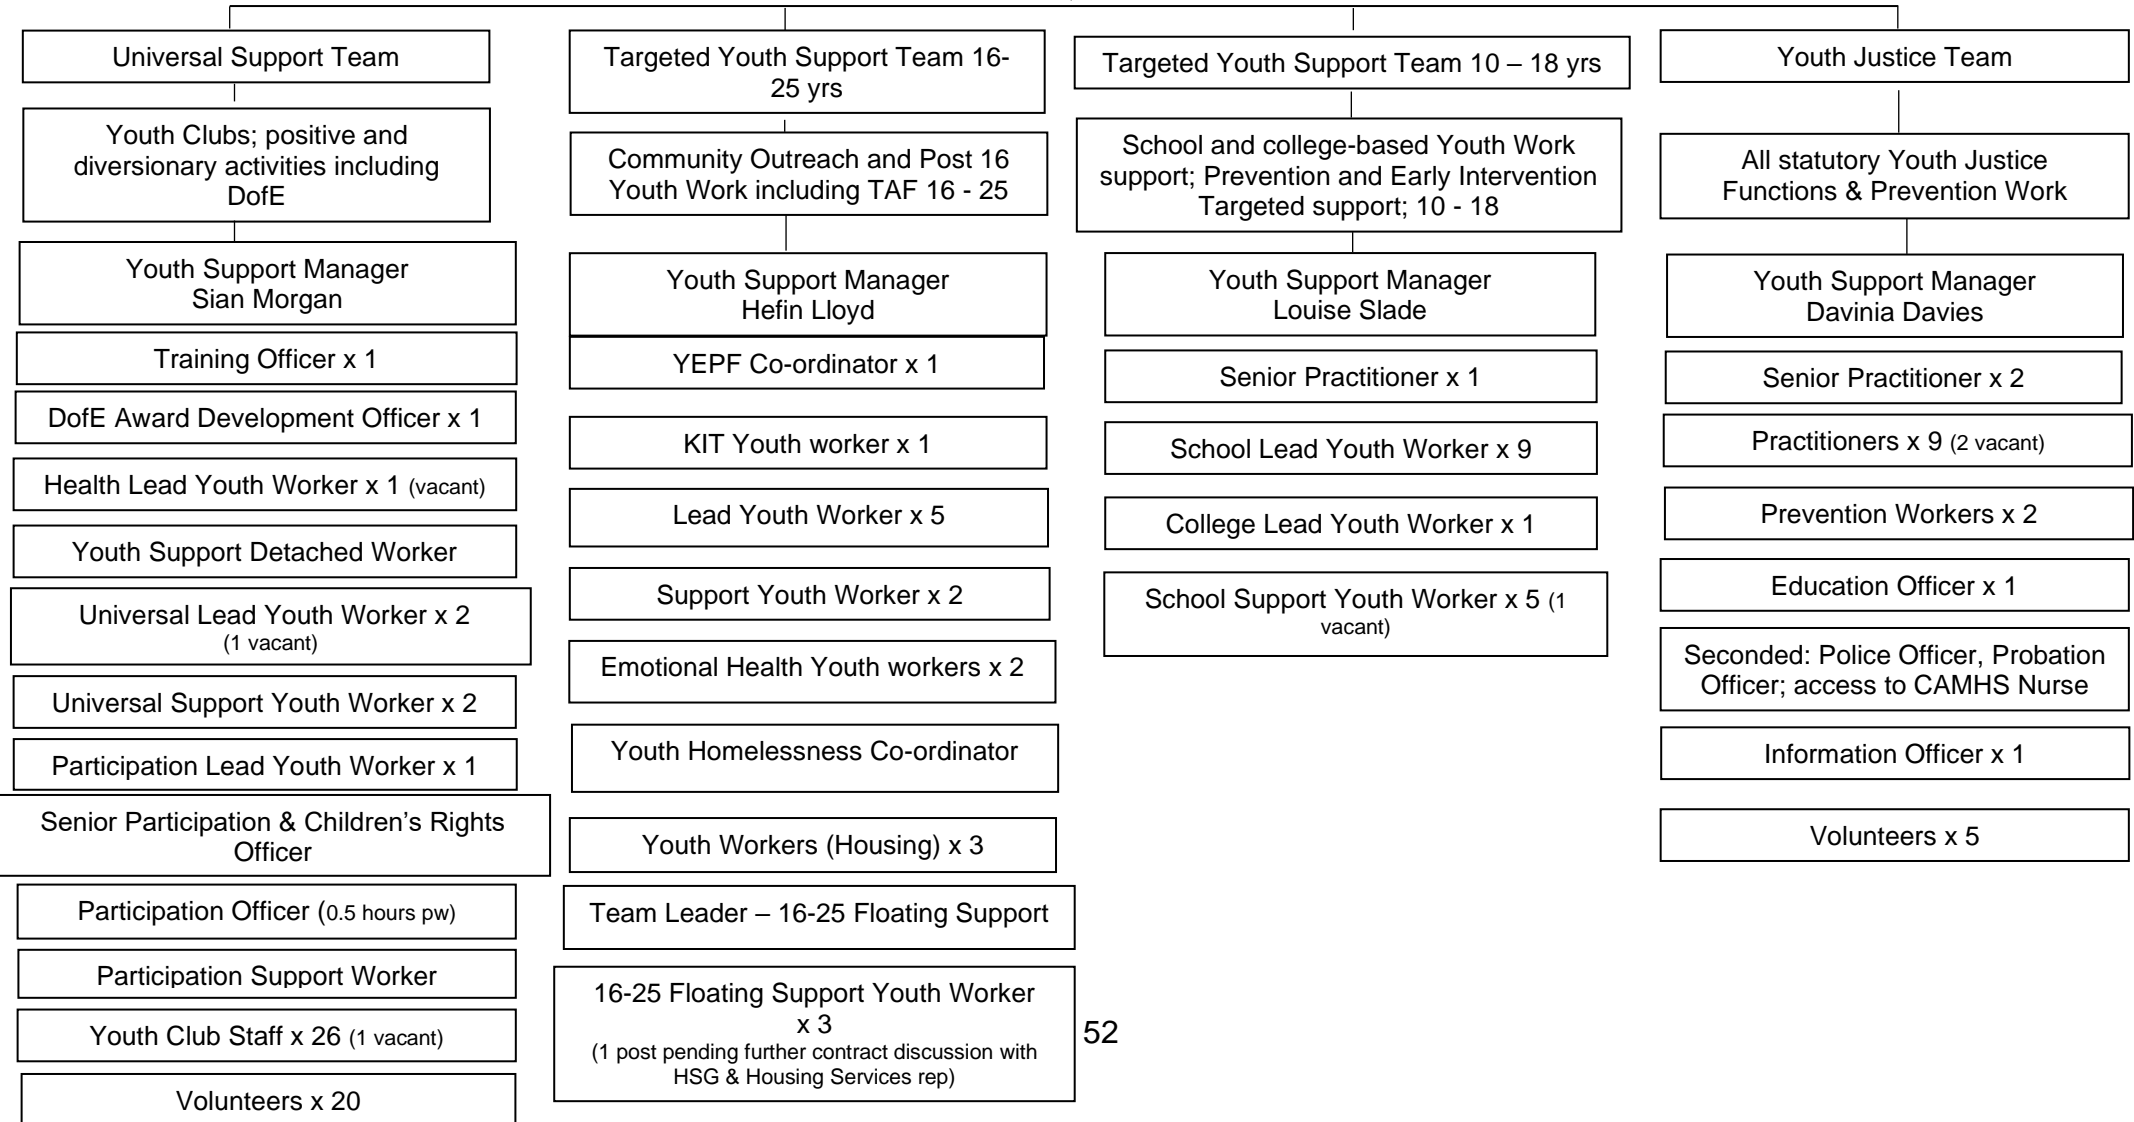 Universal Support Team
Youth Clubs; positive and
diversionary activities including
DofE
Youth Support Manager
Sian Morgan
Training Officer x 1
DofE Award Development Officer x 1
Health Lead Youth Worker x 1 (vacant)
Youth Support Detached Worker
Universal Lead Youth Worker x 2
(1 vacant)
Universal Support Youth Worker x 2
Participation Lead Youth Worker x 1
Senior Participation & Children’s Rights
Officer
Participation Officer (0.5 hours pw)
Participation Support Worker
Youth Club Staff x 26 (1 vacant)
Volunteers x 20
Targeted Youth Support Team 16-
25 yrs
Community Outreach and Post 16
Youth Work including TAF 16 - 25
Youth Support Manager
Hefin Lloyd
YEPF Co-ordinator x 1
KIT Youth worker x 1
Lead Youth Worker x 5
Support Youth Worker x 2
Emotional Health Youth workers x 2
Youth Homelessness Co-ordinator
Youth Workers (Housing) x 3
Team Leader – 16-25 Floating Support
16-25 Floating Support Youth Worker
x 3
(1 post pending further contract discussion with
HSG & Housing Services rep)
Targeted Youth Support Team 10 – 18 yrs
School and college-based Youth Work
support; Prevention and Early Intervention
Targeted support; 10 - 18
Youth Support Manager
Louise Slade
Senior Practitioner x 1
School Lead Youth Worker x 9
College Lead Youth Worker x 1
School Support Youth Worker x 5 (1
vacant)
Youth Justice Team
All statutory Youth Justice
Functions & Prevention Work
Youth Support Manager
Davinia Davies
Senior Practitioner x 2
Practitioners x 9 (2 vacant)
Prevention Workers x 2
Education Officer x 1
Seconded: Police Officer, Probation
Officer; access to CAMHS Nurse
Information Officer x 1
Volunteers x 5
52